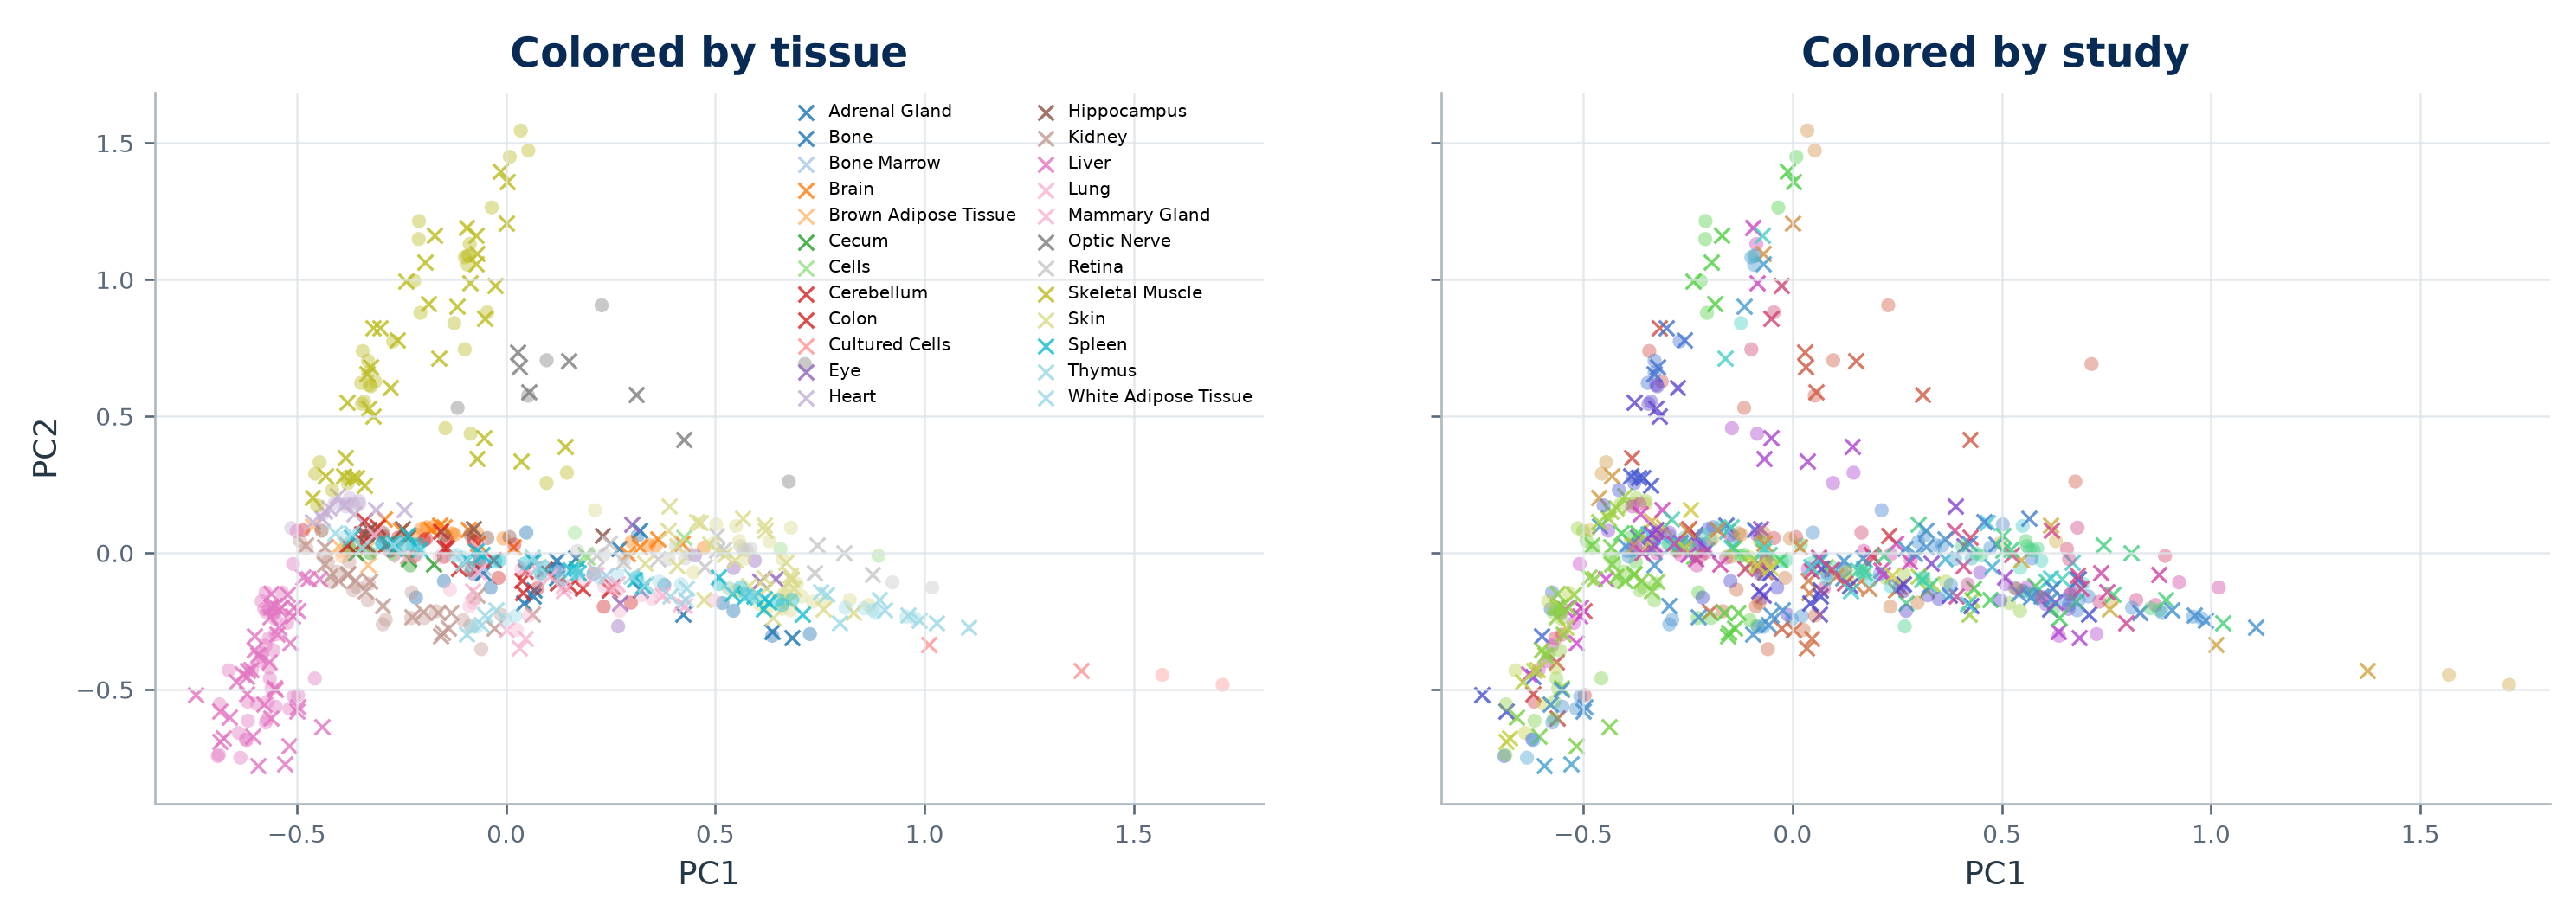 Colored by tissue
Colored by study
Adrenal Gland
Bone
Bone Marrow
Brain
Brown Adipose Tissue
Cecum
Cells
Cerebellum
Colon
Cultured Cells
Eye
Heart
Hippocampus
Kidney
Liver
Lung
Mammary Gland
Optic Nerve
Retina
Skeletal Muscle
Skin
Spleen
Thymus
White Adipose Tissue
PC2
1.5
1.0
0.5
0.0
−0.5
−0.5 0.0 0.5 1.0 1.5
PC1
−0.5 0.0 0.5 1.0 1.5
PC1